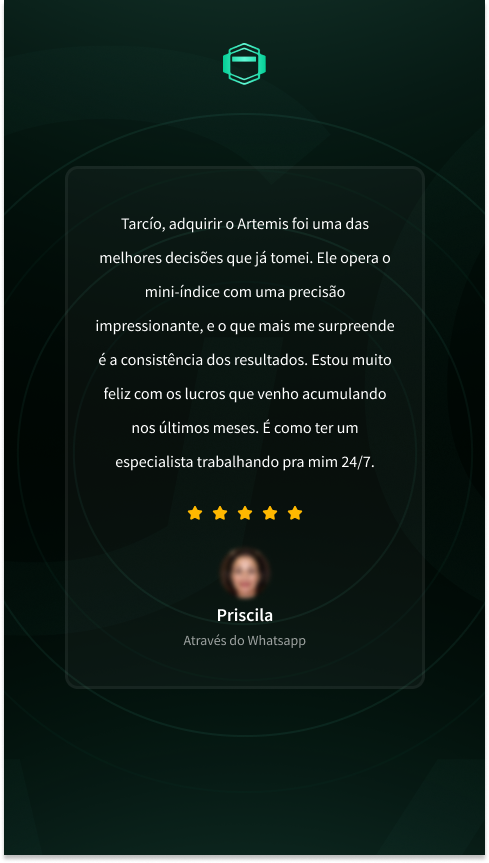 Tarcío, adquirir o Artemis foi uma das
melhores decisões que já tomei. Ele opera o
mini-índice com uma precisão
impressionante, e o que mais me surpreende
é a consistência dos resultados. Estou muito
feliz com os lucros que venho acumulando
nos últimos meses. É como ter um
especialista trabalhando pra mim 24/7.
Priscila
Através do Whatsapp